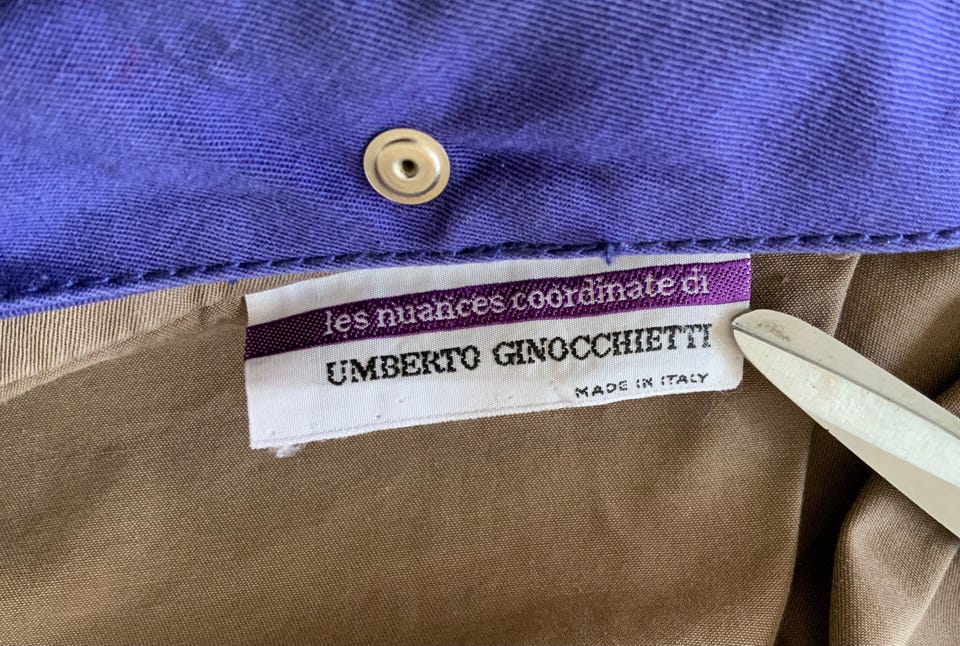 les nuances coordinate di
UMBERTO GINOCCHIETTI
MADE IN ITALY